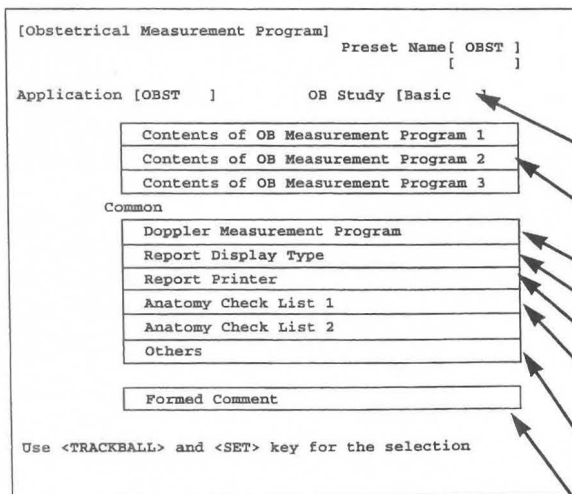 [Obstetrical Measurement Program]
Preset Name[ OBST ]
[ ]
Application [OBST ] OB Study [Basic ]
Contents of OB Measurement Program 1
Contents of OB Measurement Program 2
Contents of OB Measurement Program 3
Common
Doppler Measurement Program
Report Display Type
Report Printer
Anatomy Check List 1
Anatomy Check List 2
Others
Formed Comment
Use <TRACKBALL> and <SET> key for the selection